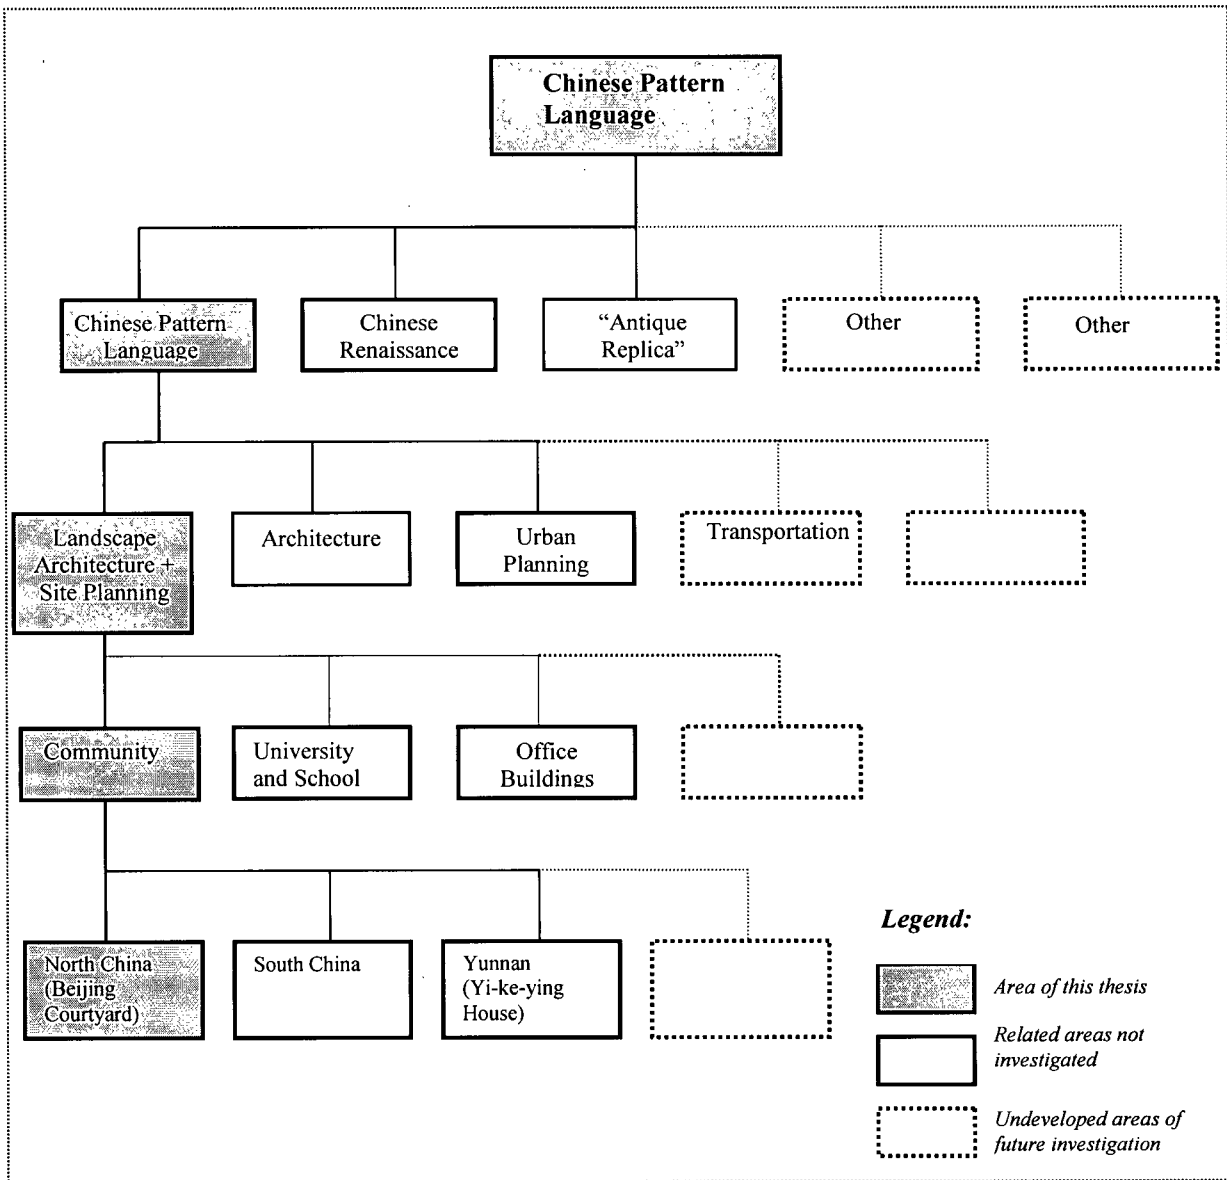 Chinese Pattern
Language
Chinese Pattern
Language
Chinese
Renaissance
“Antique
Replica”
Other
Other
Landscape
Architecture +
Site Planning
Architecture
Urban
Planning
Transportation
Community
University
and School
Office
Buildings
North China
(Beijing
Courtyard)
South China
Yunnan
(Yi-ke-ying
House)
Legend:
Area of this thesis
Related areas not
investigated
Undeveloped areas of
future investigation